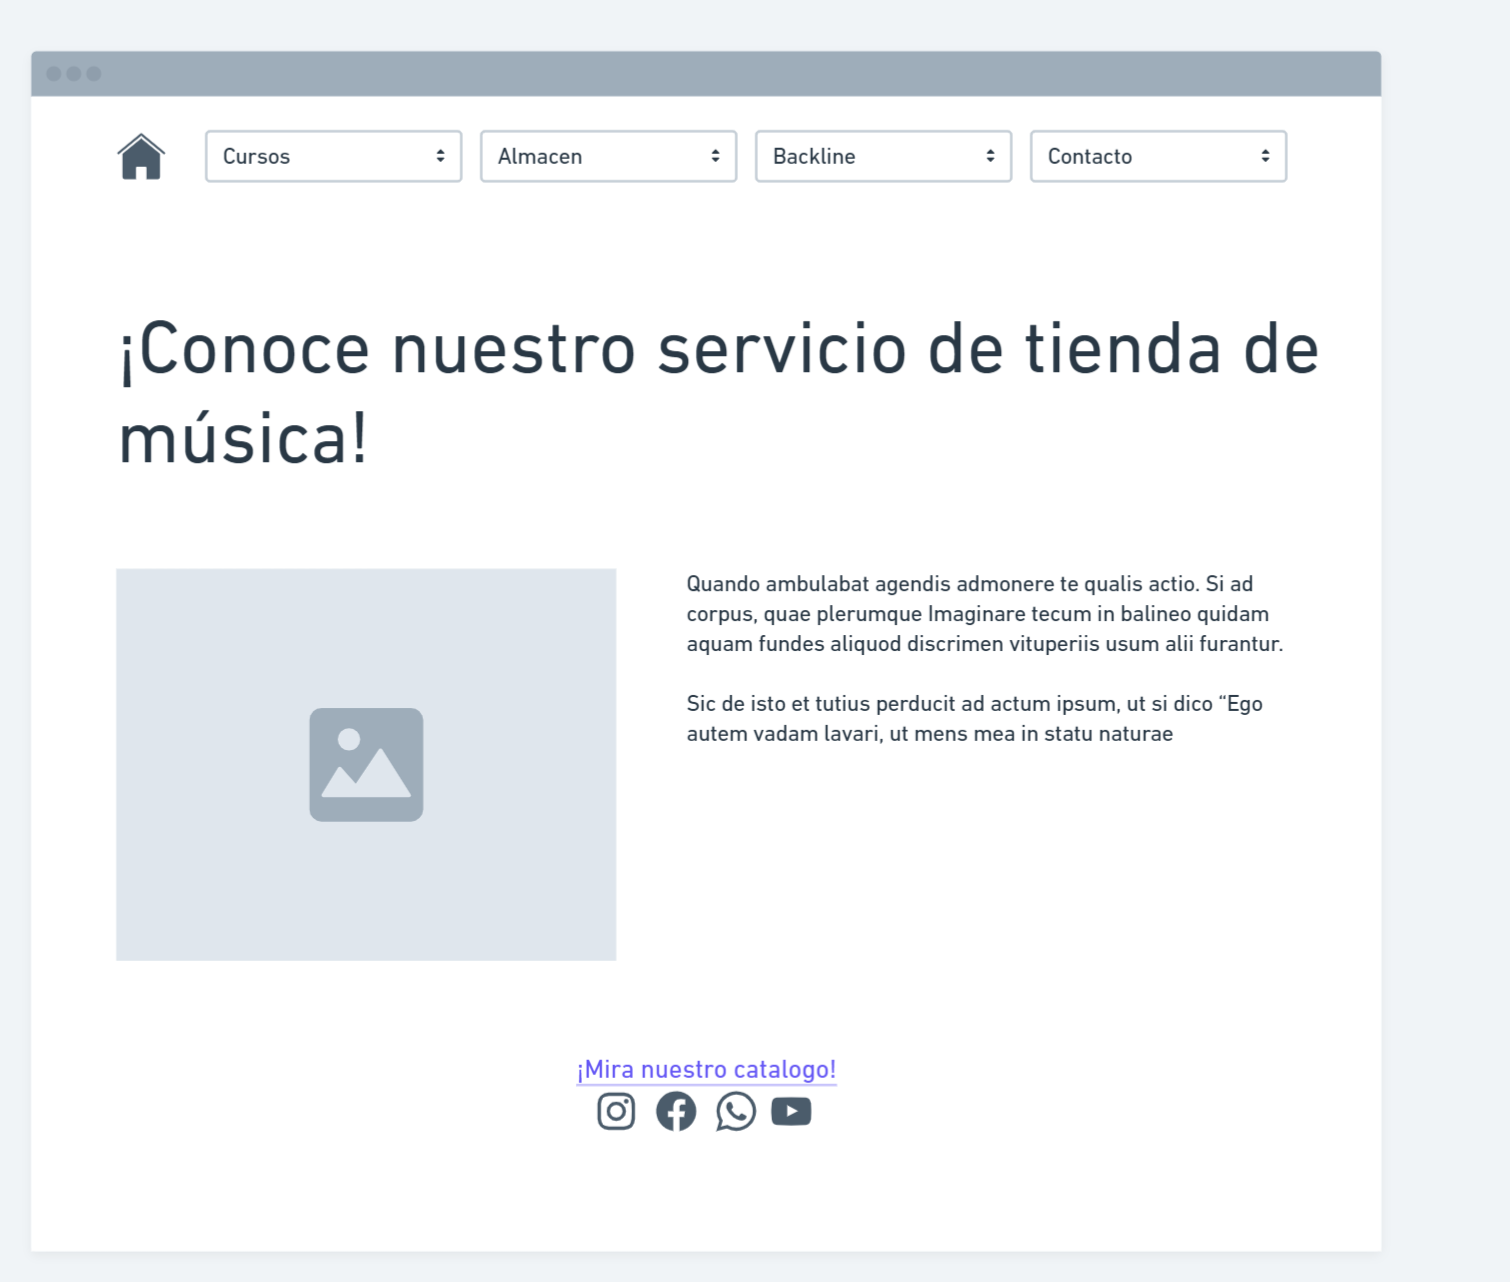 Cursos
Almacen
Backline
Contacto
¡Conoce nuestro servicio de tienda de
música!
Quando ambulabat agendis admonere te qualis actio. Si ad
corpus, quae plerumque Imaginare tecum in balineo quidam
aquam fundes aliquod discrimen vituperiis usum alii furantur.
Sic de isto et tutius perducit ad actum ipsum, ut si dico “Ego
autem vadam lavari, ut mens mea in statu naturae
¡Mira nuestro catalogo!